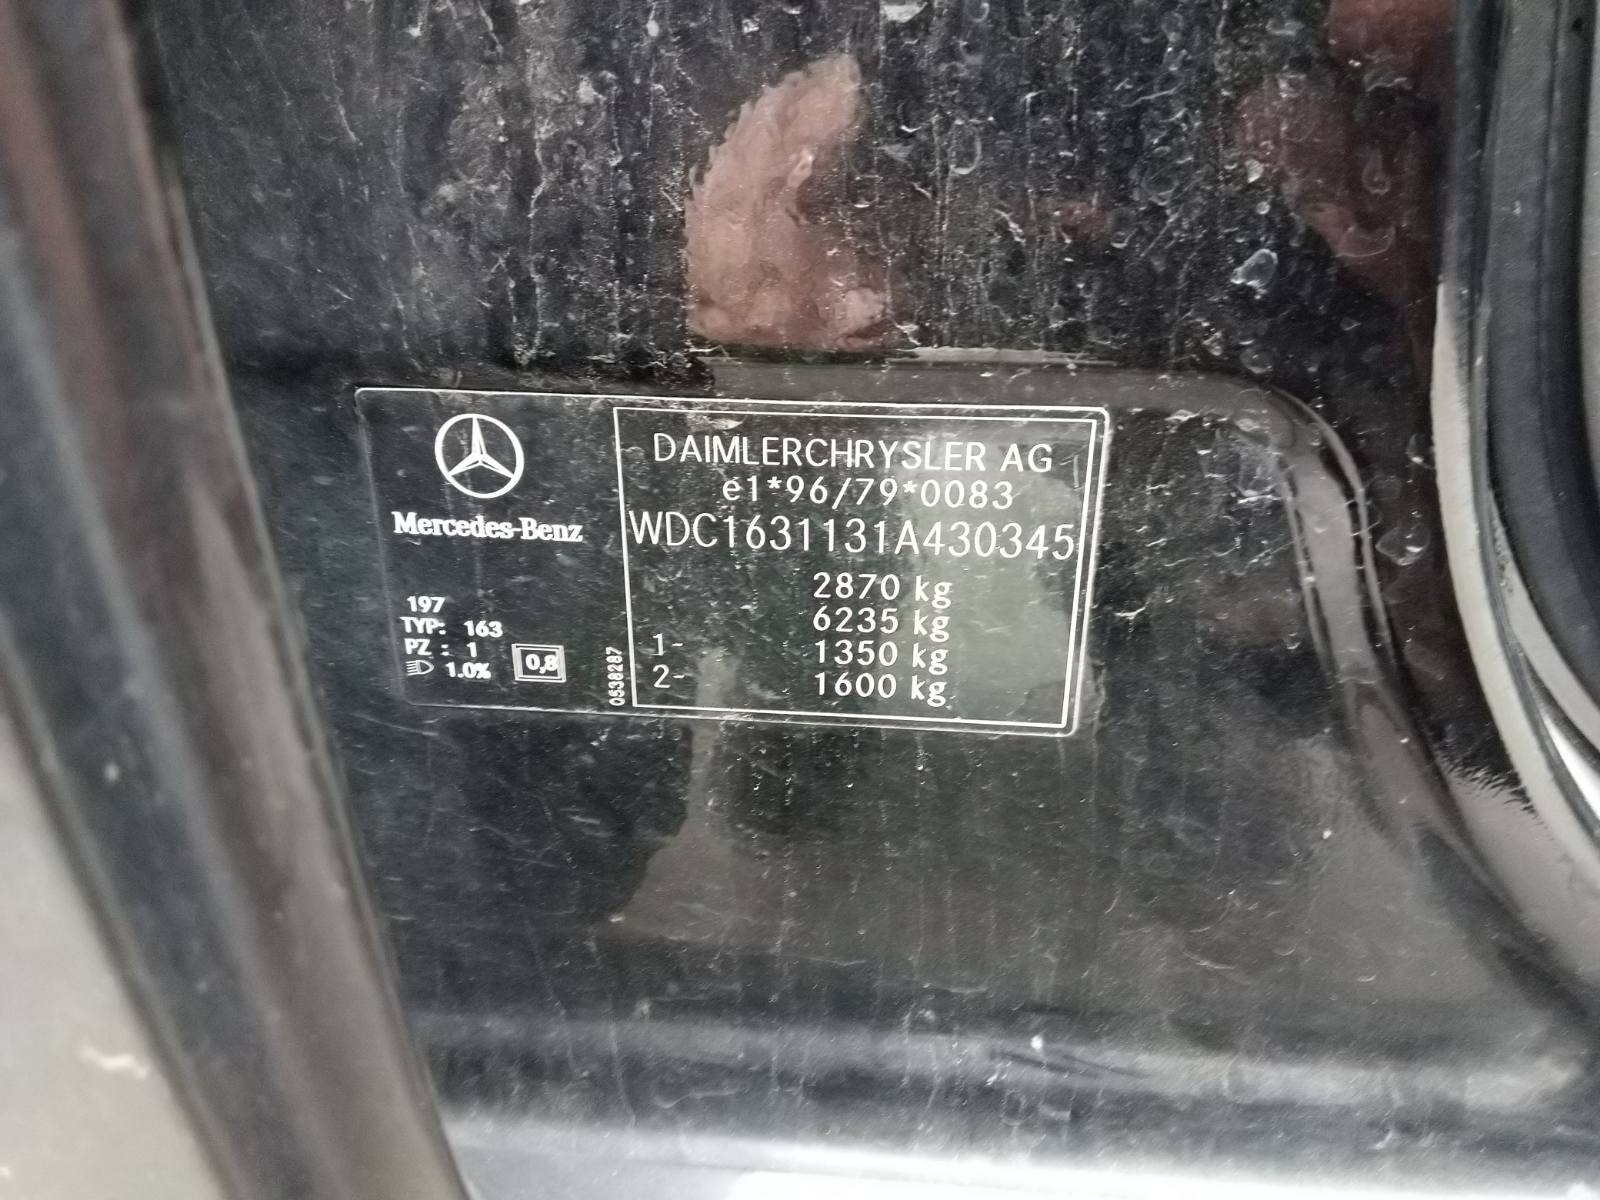 Mercedes-Benz
197
TYP: 163
PZ : 1
1.0%
0,8
0538287
DAIMLERCHRYSLER AG
e1*96/79*0083
WDC1631131A430345
2870 kg
6235 kg
1- 1350 kg
2- 1600 kg